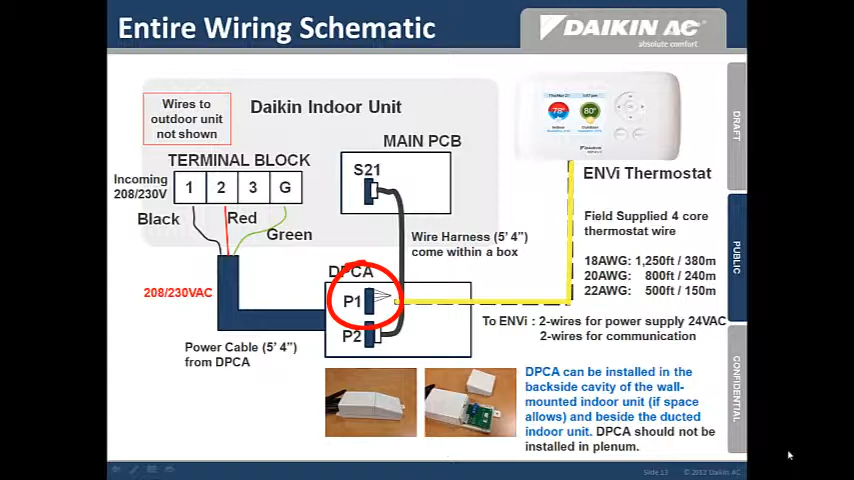 Entire Wiring Schematic
DAIKIN AC
absolute comfort
Wires to
outdoor unit
not shown
Daikin Indoor Unit
MAIN PCB
TERMINAL BLOCK
S21
Incoming
208/230V
1 2 3 G
Black
Red
Green
78°
80°
ENVi Thermostat
Field Supplied 4 core
thermostat wire
18AWG: 1,250ft / 380m
20AWG: 800ft / 240m
22AWG: 500ft / 150m
Wire Harness (5' 4")
come within a box
DPCA
P1
P2
208/230VAC
Power Cable (5' 4")
from DPCA
To ENVi : 2-wires for power supply 24VAC
2-wires for communication
DPCA can be installed in the
backside cavity of the wall-
mounted indoor unit (if space
allows) and beside the ducted
indoor unit. DPCA should not be
installed in plenum.
DRAFT
PUBLIC
CONFIDENTIAL
Slide 13 © 2013 Daikin AC